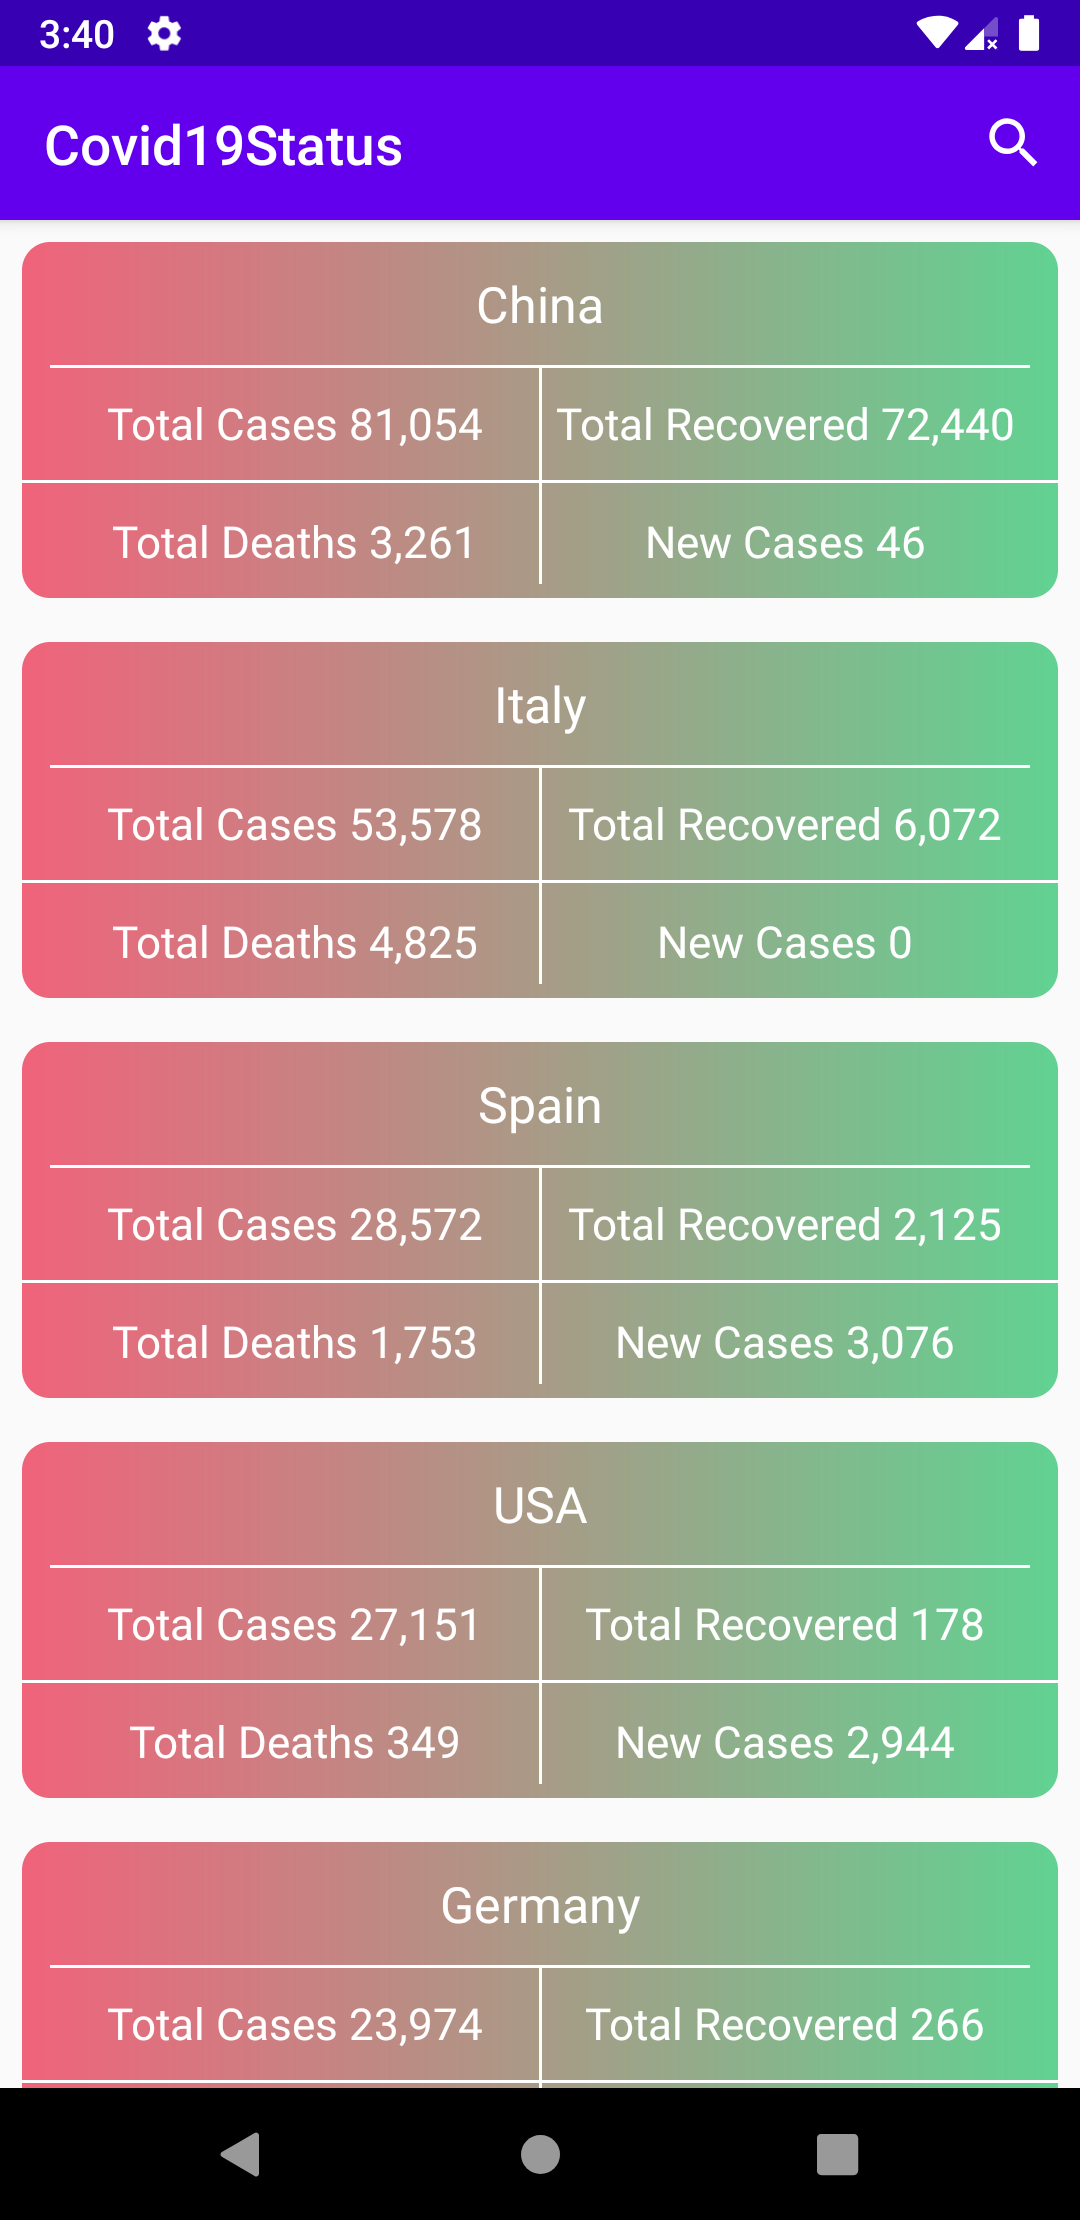 3:40
Covid19Status
China
Total Cases 81,054
Total Recovered 72,440
Total Deaths 3,261
New Cases 46
Italy
Total Cases 53,578
Total Recovered 6,072
Total Deaths 4,825
New Cases 0
Spain
Total Cases 28,572
Total Recovered 2,125
Total Deaths 1,753
New Cases 3,076
USA
Total Cases 27,151
Total Recovered 178
Total Deaths 349
New Cases 2,944
Germany
Total Cases 23,974
Total Recovered 266